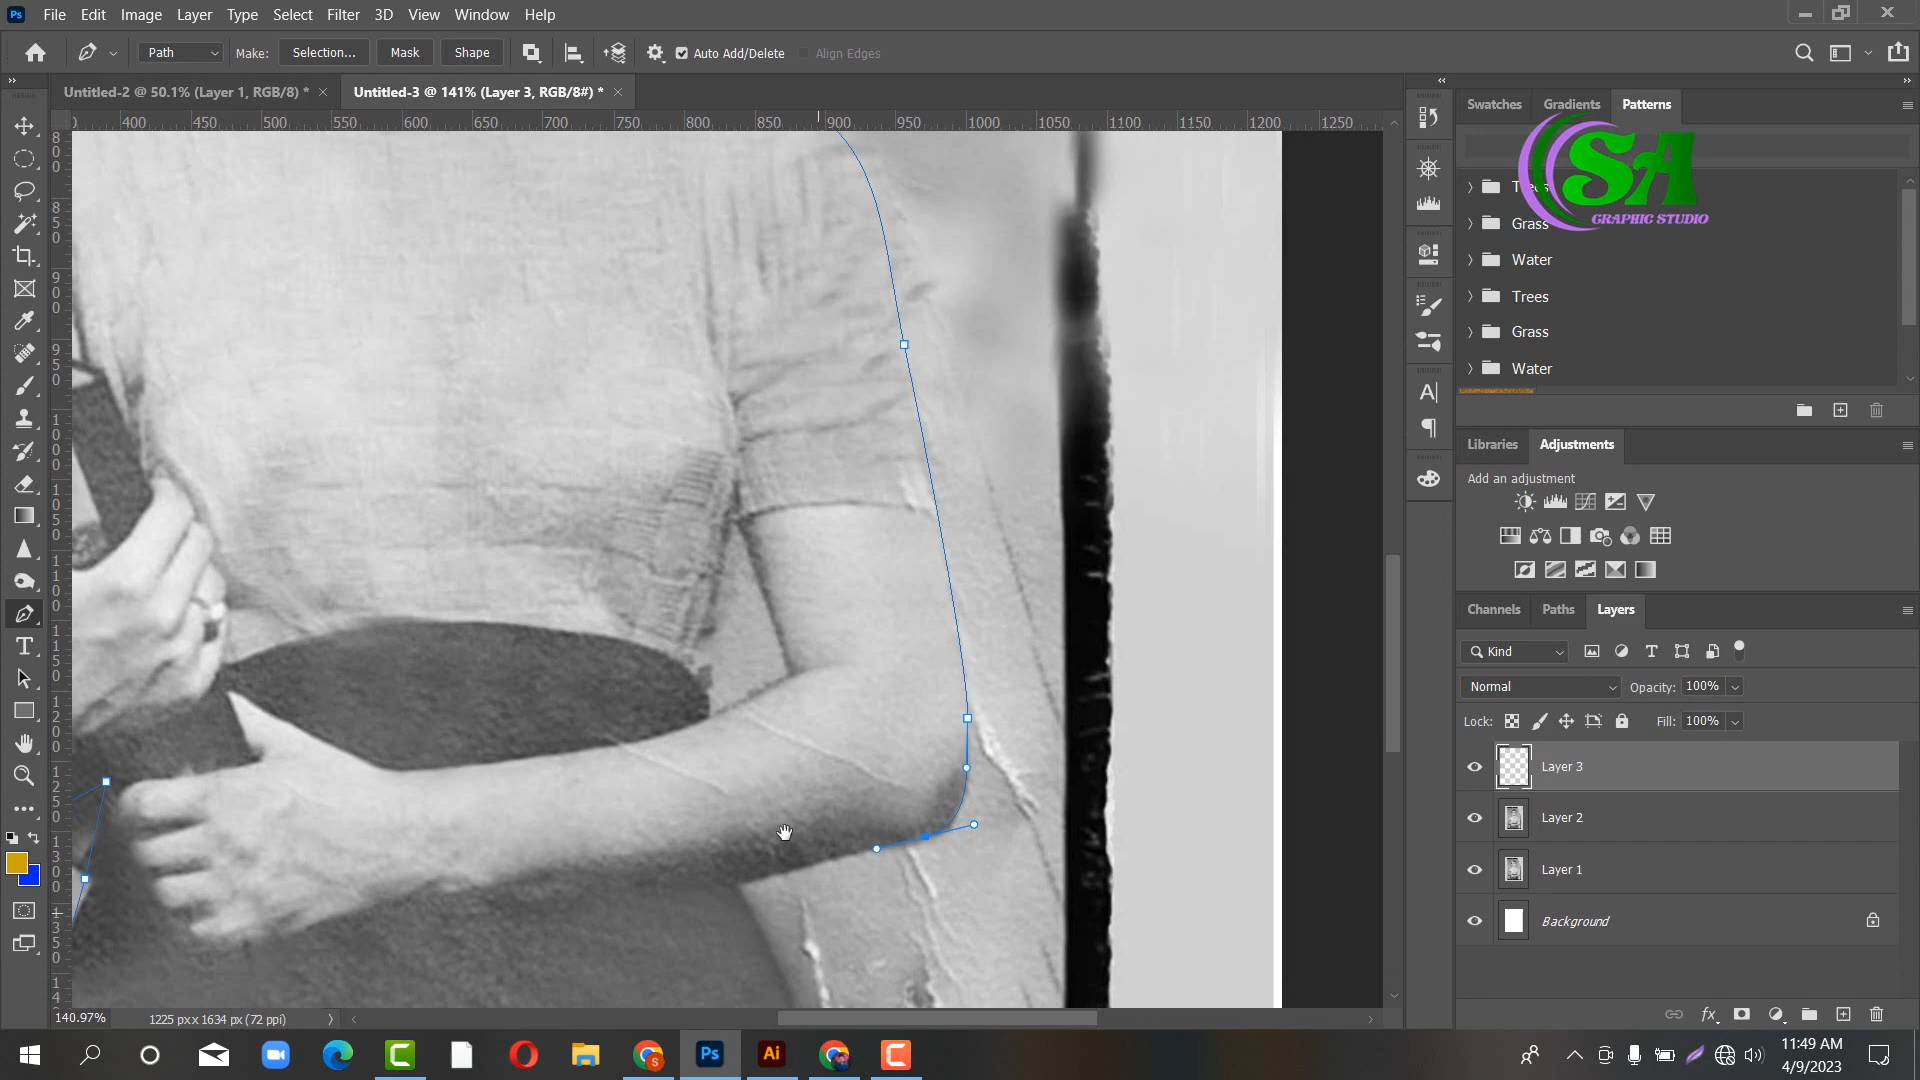 Ps File Edit Image Layer Type Select Filter 3D View Window Help
Path Make: Selection... Mask Shape Auto Add/Delete Align Edges
Untitled-2 @ 50.1% (Layer 1, RGB/8) * Untitled-3 @ 141% (Layer 3, RGB/8#) *
400 450 500 550 600 650 700 750 800 850 900 950 1000 1050 1100 1150 1200 1250
Swatches Gradients Patterns
SA
GRAPHIC STUDIO
Trees
Grass
Water
Trees
Grass
Water
Libraries Adjustments
Add an adjustment
Channels Paths Layers
Kind
Normal Opacity: 100%
Lock: Fill: 100%
Layer 3
Layer 2
Layer 1
Background
140.97% 1225 px x 1634 px (72 ppi)
Ps Ai
11:49 AM
4/9/2023